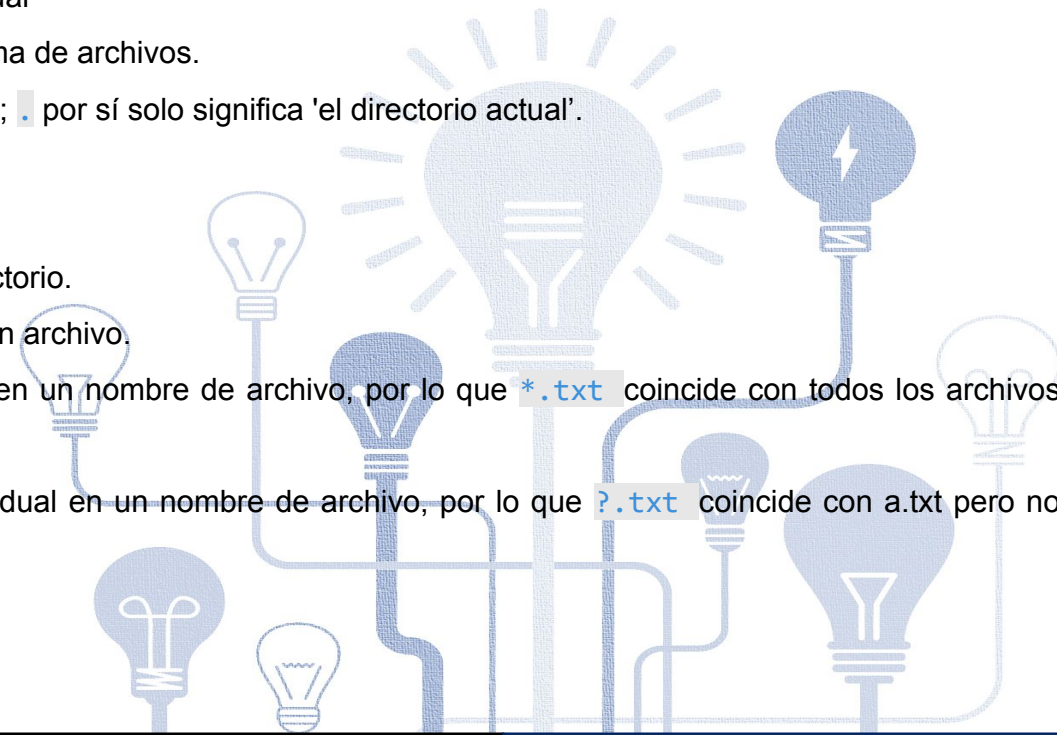 ma de archivos.
; . por sí solo significa 'el directorio actual’.
ctorio.
n archivo.
en un nombre de archivo, por lo que *.txt coincide con todos los archivos
dual en un nombre de archivo, por lo que ?.txt coincide con a.txt pero no